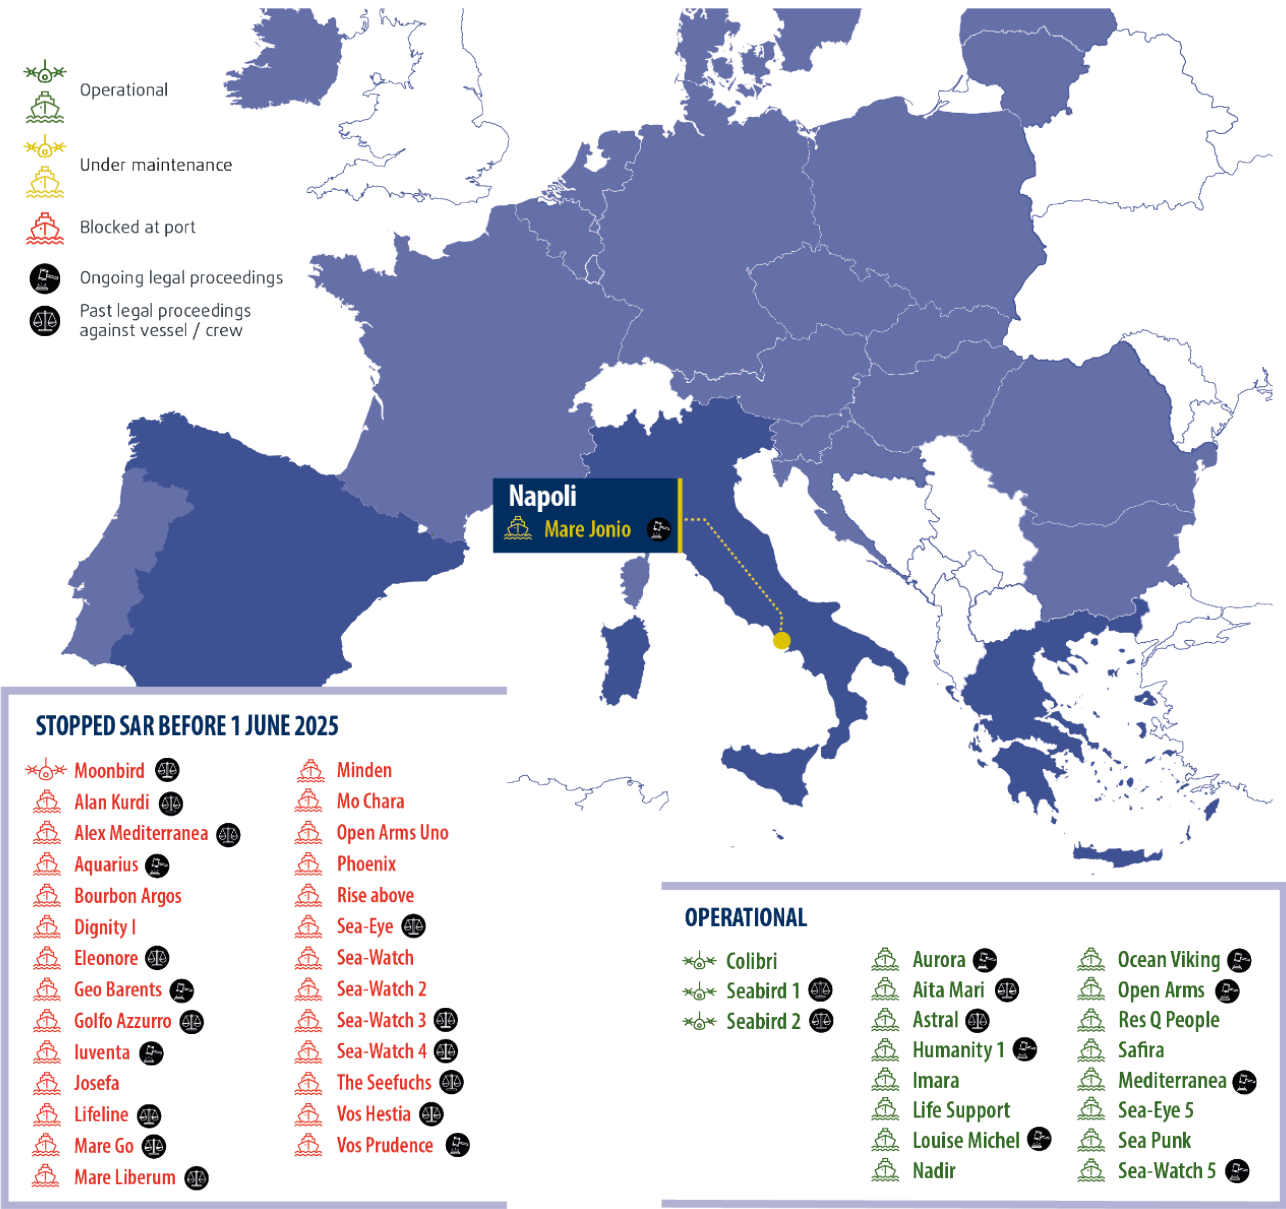 Operational
Under maintenance
Blocked at port
Ongoing legal proceedings
Past legal proceedings
against vessel / crew
Napoli
Mare Jonio
STOPPED SAR BEFORE 1 JUNE 2025
Moonbird
Alan Kurdi
Alex Mediterranea
Aquarius
Bourbon Argos
Dignity I
Eleonore
Geo Barents
Golfo Azzurro
Iuventa
Josefa
Lifeline
Mare Go
Mare Liberum
Minden
Mo Chara
Open Arms Uno
Phoenix
Rise above
Sea-Eye
Sea-Watch
Sea-Watch 2
Sea-Watch 3
Sea-Watch 4
The Seefuchs
Vos Hestia
Vos Prudence
OPERATIONAL
Colibri
Seabird 1
Seabird 2
Aurora
Aita Mari
Astral
Humanity 1
Imara
Life Support
Louise Michel
Nadir
Ocean Viking
Open Arms
Res Q People
Safira
Mediterranea
Sea-Eye 5
Sea Punk
Sea-Watch 5